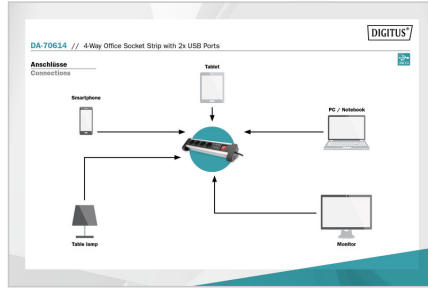 DIGITUS®
DA-70614 // 4-Way Office Socket Strip with 2x USB Ports
Anschlüsse
Connections
Tablet
Smartphone
PC / Notebook
Table lamp
Monitor